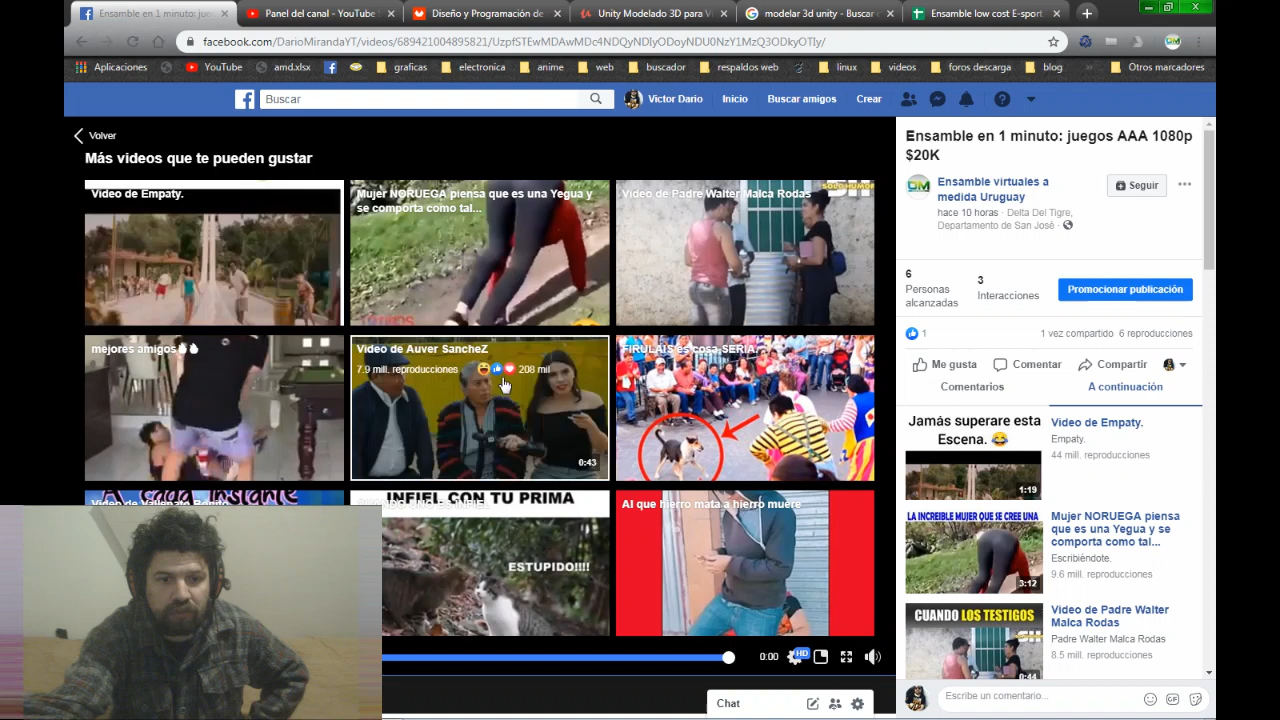 Ensamble en 1 minuto: jueg
Panel del canal - YouTube
Diseño y Programación de
Unity Modelado 3D para V
modelar 3d unity - Buscar
Ensamble low cost E-sport
facebook.com/DarioMirandaYT/videos/689421004895821/UzpfSTEwMDAwMDc4NDQyNDIyODoyNDU0NzY1MzQ3ODkyOTIy/
Aplicaciones
YouTube
amd.xlsx
graficas
electronica
anime
web
buscador
respaldos web
linux
videos
foros descarga
blog
Otros marcadores
Buscar
Victor Dario
Inicio
Buscar amigos
Crear
Volver
Más videos que te pueden gustar
Video de Empaty.
Mujer NORUEGA piensa que es una Yegua y
se comporta como tal...
Video de Padre Walter Malca Rodas
mejores amigos
Video de Auver SancheZ
7.9 mill. reproducciones
208 mil
0:43
FIRULAIS es cosa SERIA.
INFIEL CON TU PRIMA
ESTUPIDO!!!!
Al que hierro mata a hierro muere
0:00
HD
Chat
Ensamble en 1 minuto: juegos AAA 1080p
$20K
Ensamble virtuales a
medida Uruguay
Seguir
hace 10 horas · Delta Del Tigre,
Departamento de San José ·
6
Personas
alcanzadas
3
Interacciones
Promocionar publicación
1
1 vez compartido 6 reproducciones
Me gusta
Comentar
Compartir
Comentarios
A continuación
Jamás superare esta
Escena.
1:19
Video de Empaty.
Empaty.
44 mill. reproducciones
LA INCREIBLE MUJER QUE SE CREE UNA
3:12
Mujer NORUEGA piensa
que es una Yegua y se
comporta como tal...
Escribiéndote.
9.6 mill. reproducciones
CUANDO LOS TESTIGOS
0:44
Video de Padre Walter
Malca Rodas
Padre Walter Malca Rodas
8.5 mill. reproducciones
Escribe un comentario...
GIF